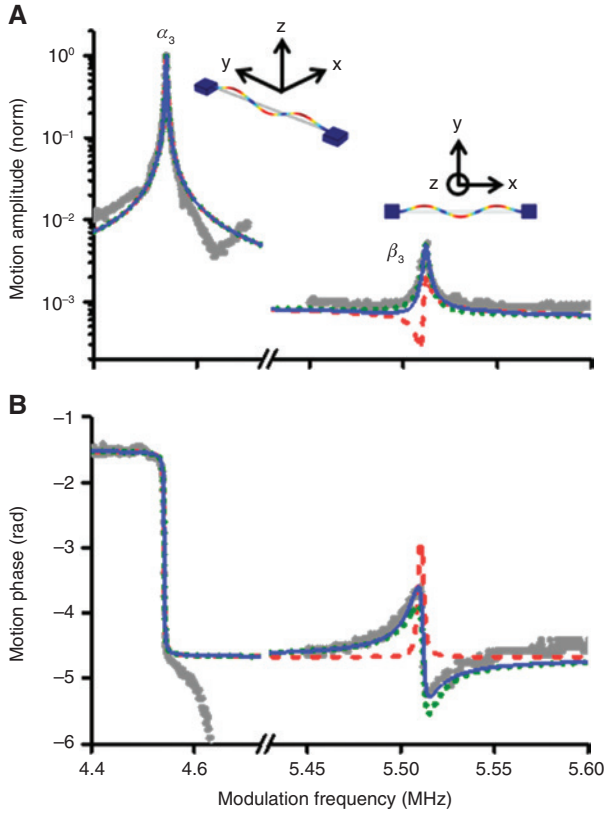 A
α3
z
y
x
10^0
10^-1
10^-2
10^-3
Motion amplitude (norm)
y
z
x
β3
B
−1
−2
−3
−4
−5
−6
Motion phase (rad)
4.4
4.6
5.45
5.50
5.55
5.60
Modulation frequency (MHz)